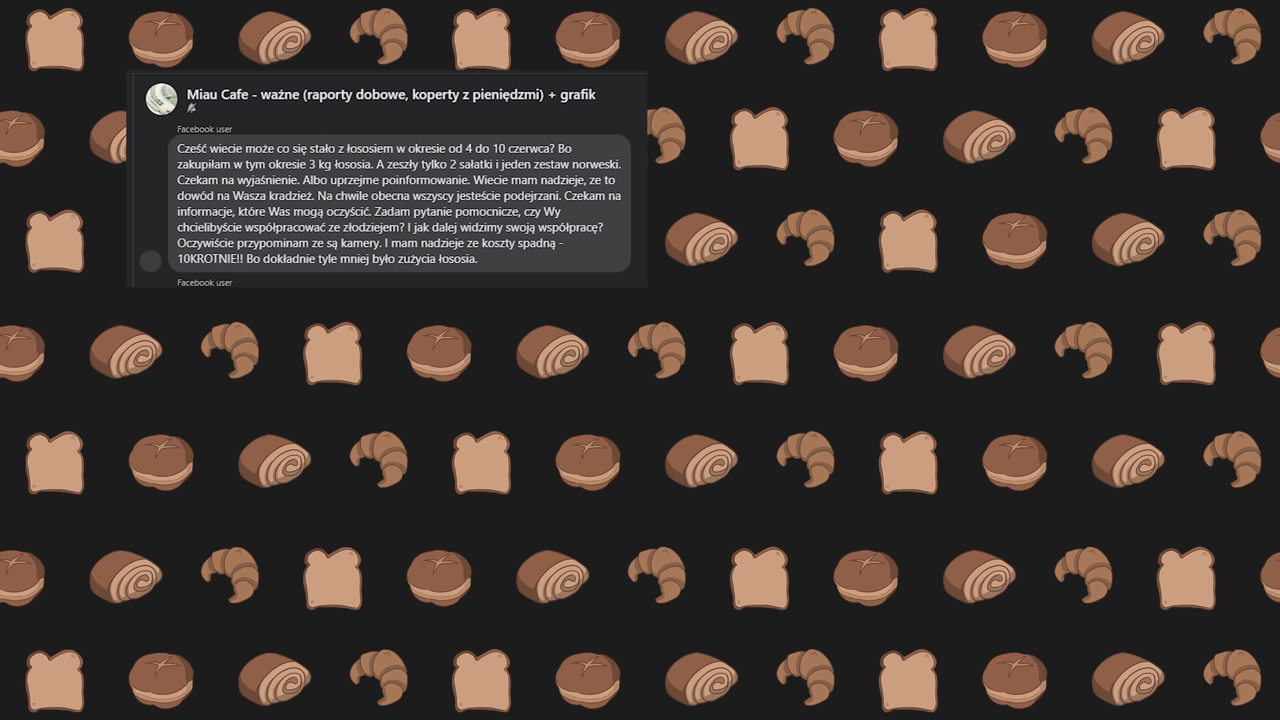 Miau Cafe - ważne (raporty dobowe, koperty z pieniędzmi) + grafik
Facebook user
Cześć wiecie może co się stało z łososiem w okresie od 4 do 10 czerwca? Bo
zakupiłam w tym okresie 3 kg łososia. A zeszły tylko 2 sałatki i jeden zestaw norweski.
Czekam na wyjaśnienie. Albo uprzejme poinformowanie. Wiecie mam nadzieje, ze to
dowód na Wasza kradzież. Na chwile obecna wszyscy jesteście podejrzani. Czekam na
informacje, które Was mogą oczyścić. Zadam pytanie pomocnicze, czy Wy
chcielibyście współpracować ze złodziejem? I jak dalej widzimy swoją współpracę?
Oczywiście przypominam ze są kamery. I mam nadzieje ze koszty spadną -
10KROTNIE!! Bo dokładnie tyle mniej było zużycia łososia.
Facebook user